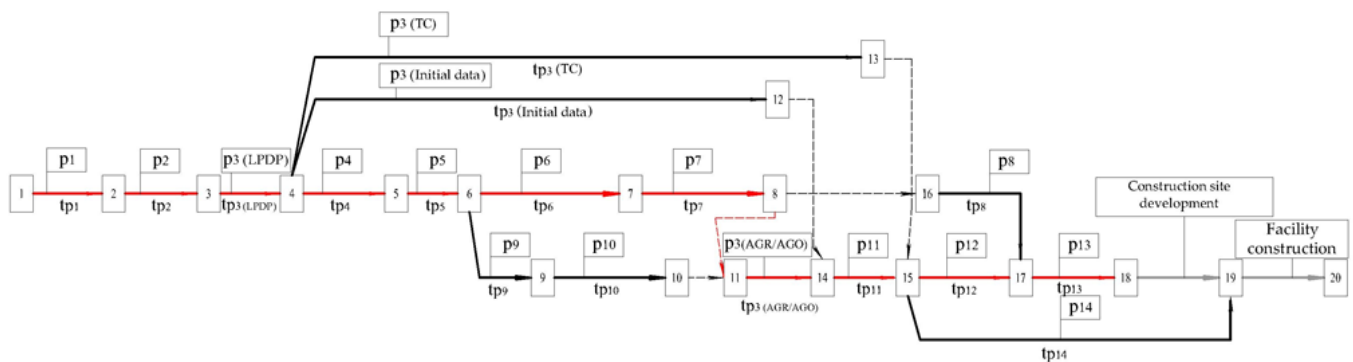 p3 (TC)
13
tp3 (TC)
p3 (Initial data)
12
tp3 (Initial data)
p1
p2
p3 (LPDP)
p4
p5
p6
p7
p8
1
2
3
4
5
6
7
8
16
tp1
tp2
tp3(LPDP)
tp4
tp5
tp6
tp7
tp8
Construction site
development
Facility
construction
p9
p10
p3(AGR/AGO)
p11
p12
p13
9
10
11
14
15
17
18
19
20
tp9
tp10
tp3 (AGR/AGO)
tp11
tp12
tp13
p14
tp14